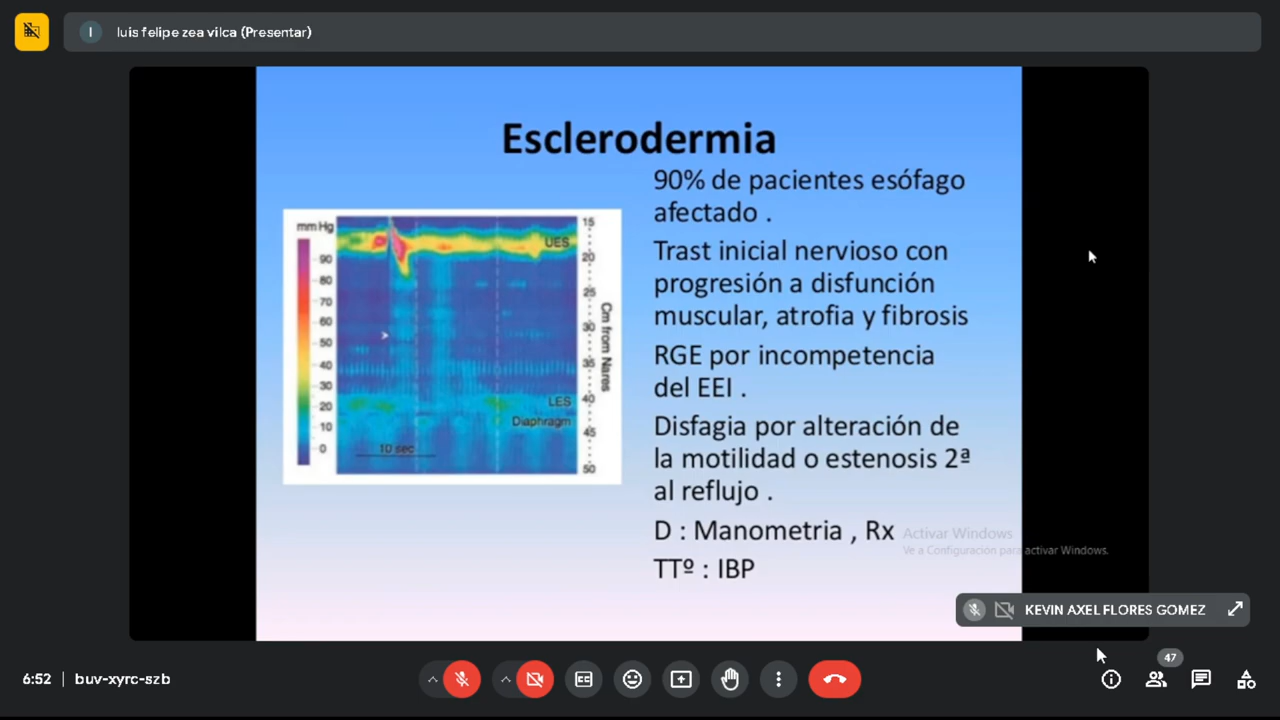 luis felipe zea vilca (Presentar)
Esclerodermia
90% de pacientes esófago
afectado .
Trast inicial nervioso con
progresión a disfunción
muscular, atrofia y fibrosis
RGE por incompetencia
del EEI .
Disfagia por alteración de
la motilidad o estenosis 2ª
al reflujo .
D : Manometria , Rx
TTº : IBP
mm Hg
90
80
70
60
50
40
30
20
10
0
UES
LES
Diaphragm
10 sec
15
20
25
30
35
40
45
50
Cm from Nares
Activar Windows
Ve a Configuración para activar Windows.
KEVIN AXEL FLORES GOMEZ
6:52 | buv-xyrc-szb
47